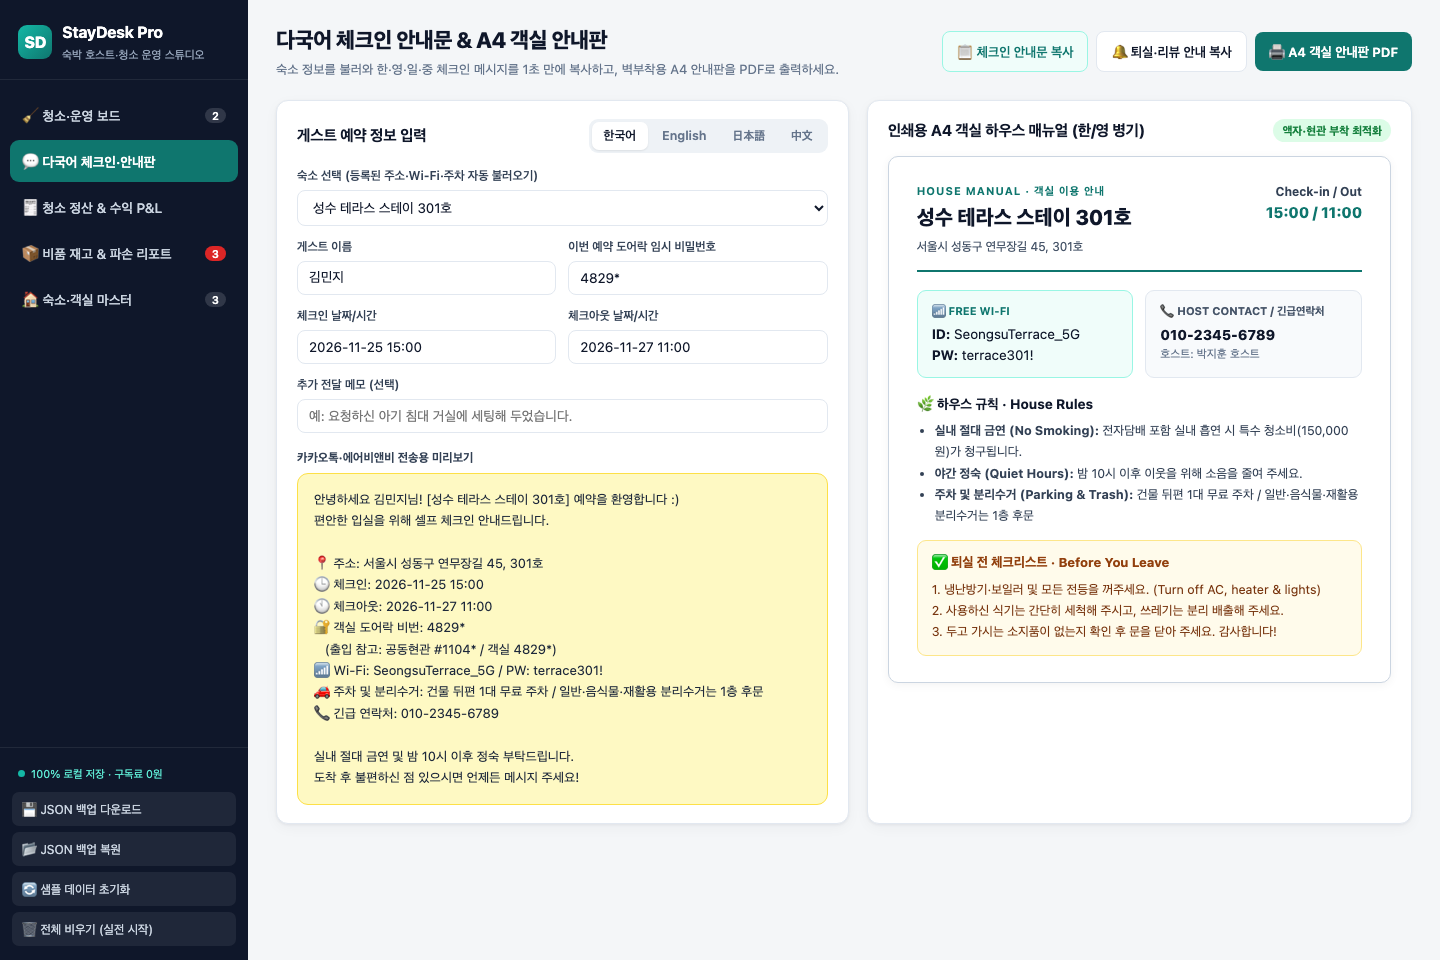 SD
StayDesk Pro
숙박 호스트·청소 운영 스튜디오
🧹 청소·운영 보드 2
💬 다국어 체크인·안내판
🧾 청소 정산 & 수익 P&L
📦 비품 재고 & 파손 리포트 3
🏠 숙소·객실 마스터 3
100% 로컬 저장 · 구독료 0원
💾 JSON 백업 다운로드
📂 JSON 백업 복원
🔄 샘플 데이터 초기화
🗑️ 전체 비우기 (실전 시작)
다국어 체크인 안내문 & A4 객실 안내판
숙소 정보를 불러와 한·영·일·중 체크인 메시지를 1초 만에 복사하고, 벽부착용 A4 안내판을 PDF로 출력하세요.
📋 체크인 안내문 복사
🔔 퇴실·리뷰 안내 복사
🖨️ A4 객실 안내판 PDF
게스트 예약 정보 입력
한국어 English 日本語 中文
숙소 선택 (등록된 주소·Wi-Fi·주차 자동 불러오기)
성수 테라스 스테이 301호
게스트 이름
김민지
이번 예약 도어락 임시 비밀번호
4829*
체크인 날짜/시간
2026-11-25 15:00
체크아웃 날짜/시간
2026-11-27 11:00
추가 전달 메모 (선택)
예: 요청하신 아기 침대 거실에 세팅해 두었습니다.
카카오톡·에어비앤비 전송용 미리보기
안녕하세요 김민지님! [성수 테라스 스테이 301호] 예약을 환영합니다 :)
편안한 입실을 위해 셀프 체크인 안내드립니다.
📍 주소: 서울시 성동구 연무장길 45, 301호
🕒 체크인: 2026-11-25 15:00
🕚 체크아웃: 2026-11-27 11:00
🔐 객실 도어락 비번: 4829*
(출입 참고: 공동현관 #1104* / 객실 4829*)
📶 Wi-Fi: SeongsuTerrace_5G / PW: terrace301!
🚗 주차 및 분리수거: 건물 뒤편 1대 무료 주차 / 일반·음식물·재활용 분리수거는 1층 후문
📞 긴급 연락처: 010-2345-6789
실내 절대 금연 및 밤 10시 이후 정숙 부탁드립니다.
도착 후 불편하신 점 있으시면 언제든 메시지 주세요!
인쇄용 A4 객실 하우스 매뉴얼 (한/영 병기)
액자·현관 부착 최적화
HOUSE MANUAL · 객실 이용 안내
성수 테라스 스테이 301호
서울시 성동구 연무장길 45, 301호
Check-in / Out
15:00 / 11:00
📶 FREE WI-FI
ID: SeongsuTerrace_5G
PW: terrace301!
📞 HOST CONTACT / 긴급연락처
010-2345-6789
호스트: 박지훈 호스트
🌿 하우스 규칙 · House Rules
• 실내 절대 금연 (No Smoking): 전자담배 포함 실내 흡연 시 특수 청소비(150,000
원)가 청구됩니다.
• 야간 정숙 (Quiet Hours): 밤 10시 이후 이웃을 위해 소음을 줄여 주세요.
• 주차 및 분리수거 (Parking & Trash): 건물 뒤편 1대 무료 주차 / 일반·음식물·재활용
분리수거는 1층 후문
✅ 퇴실 전 체크리스트 · Before You Leave
1. 냉난방기·보일러 및 모든 전등을 꺼주세요. (Turn off AC, heater & lights)
2. 사용하신 식기는 간단히 세척해 주시고, 쓰레기는 분리 배출해 주세요.
3. 두고 가시는 소지품이 없는지 확인 후 문을 닫아 주세요. 감사합니다!